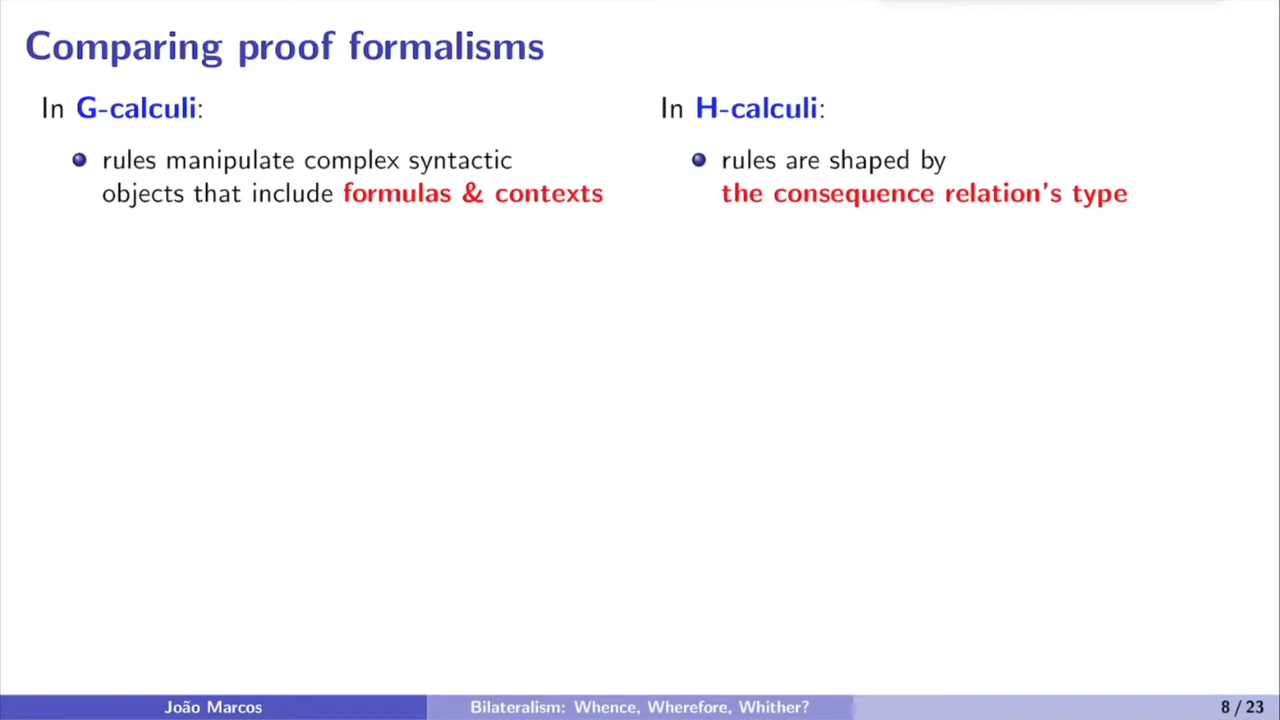 Comparing proof formalisms
In G-calculi:
rules manipulate complex syntactic
objects that include formulas & contexts
In H-calculi:
rules are shaped by
the consequence relation's type
João Marcos
Bilateralism: Whence, Wherefore, Whither?
8 / 23